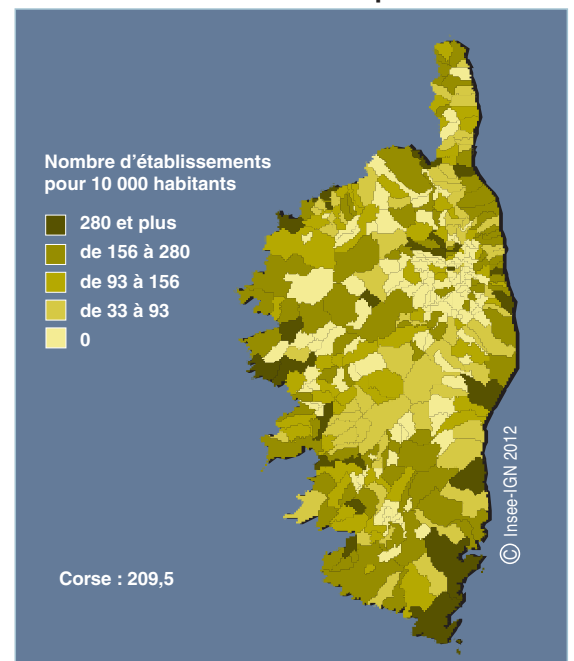 Nombre d’établissements
pour 10 000 habitants
280 et plus
de 156 à 280
de 93 à 156
de 33 à 93
0
© Insee-IGN 2012
Corse : 209,5